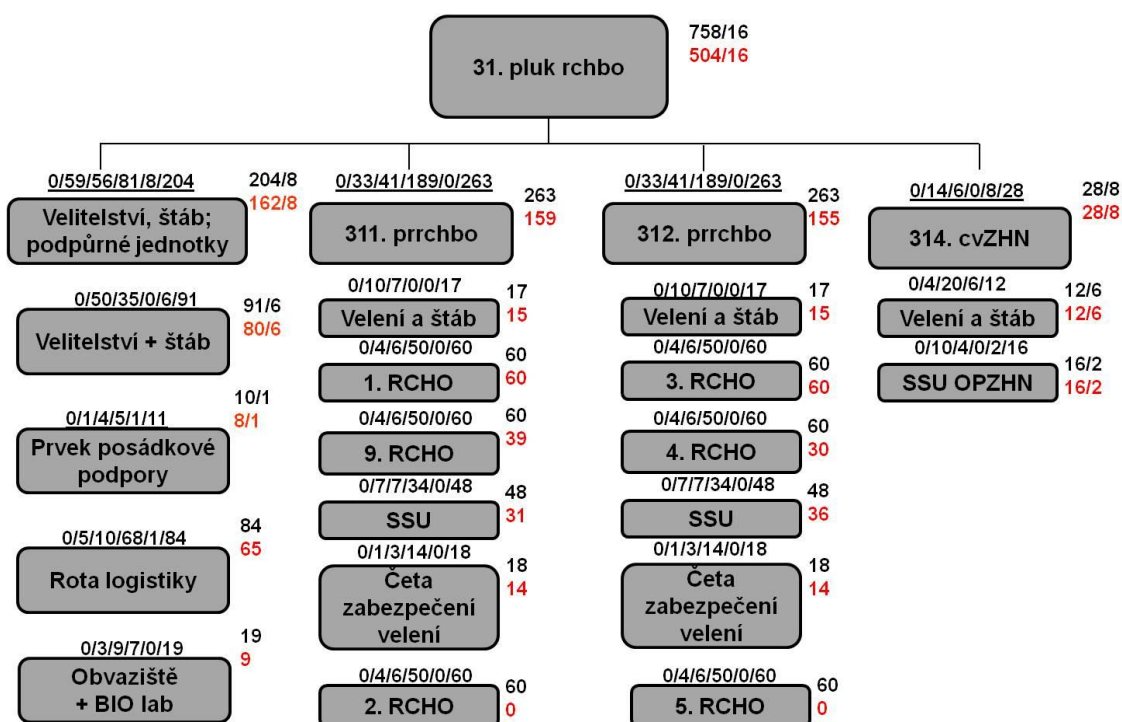 758/16
504/16
31. pluk rchbo
0/59/56/81/8/204
204/8
162/8
Velitelství, štáb;
podpůrné jednotky
0/50/35/0/6/91
91/6
80/6
Velitelství + štáb
0/1/4/5/1/11
10/1
8/1
Prvek posádkové
podpory
0/5/10/68/1/84
84
65
Rota logistiky
0/3/9/7/0/19
19
9
Obvaziště
+ BIO lab
0/33/41/189/0/263
263
159
311. prrchbo
0/10/7/0/0/17
17
15
Velení a štáb
0/4/6/50/0/60
60
60
1. RCHO
0/4/6/50/0/60
60
39
9. RCHO
0/7/7/34/0/48
48
31
SSU
0/1/3/14/0/18
18
14
Četa
zabezpečení
velení
0/4/6/50/0/60
60
0
2. RCHO
0/33/41/189/0/263
263
155
312. prrchbo
0/10/7/0/0/17
17
15
Velení a štáb
0/4/6/50/0/60
60
60
3. RCHO
0/4/6/50/0/60
60
30
4. RCHO
0/7/7/34/0/48
48
36
SSU
0/1/3/14/0/18
18
14
Četa
zabezpečení
velení
0/4/6/50/0/60
60
0
5. RCHO
0/14/6/0/8/28
28/8
28/8
314. cvZHN
0/4/20/6/12
12/6
12/6
Velení a štáb
0/10/4/0/2/16
16/2
16/2
SSU OPZHN